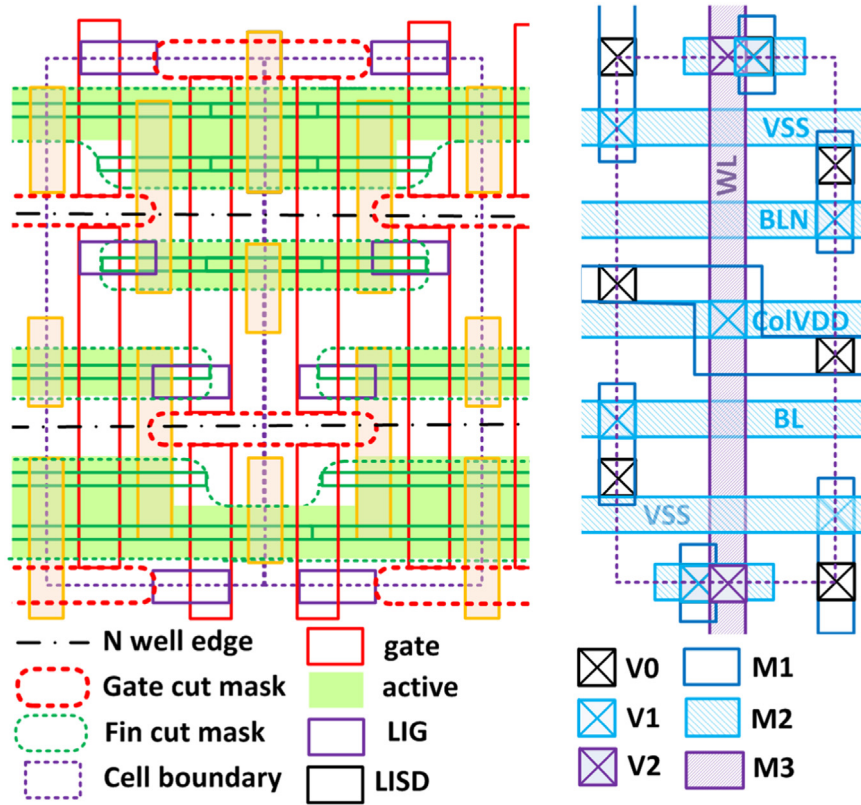 VSS
WL
BLN
ColVDD
BL
VSS
N well edge
gate
Gate cut mask
active
Fin cut mask
LIG
Cell boundary
LISD
V0
M1
V1
M2
V2
M3